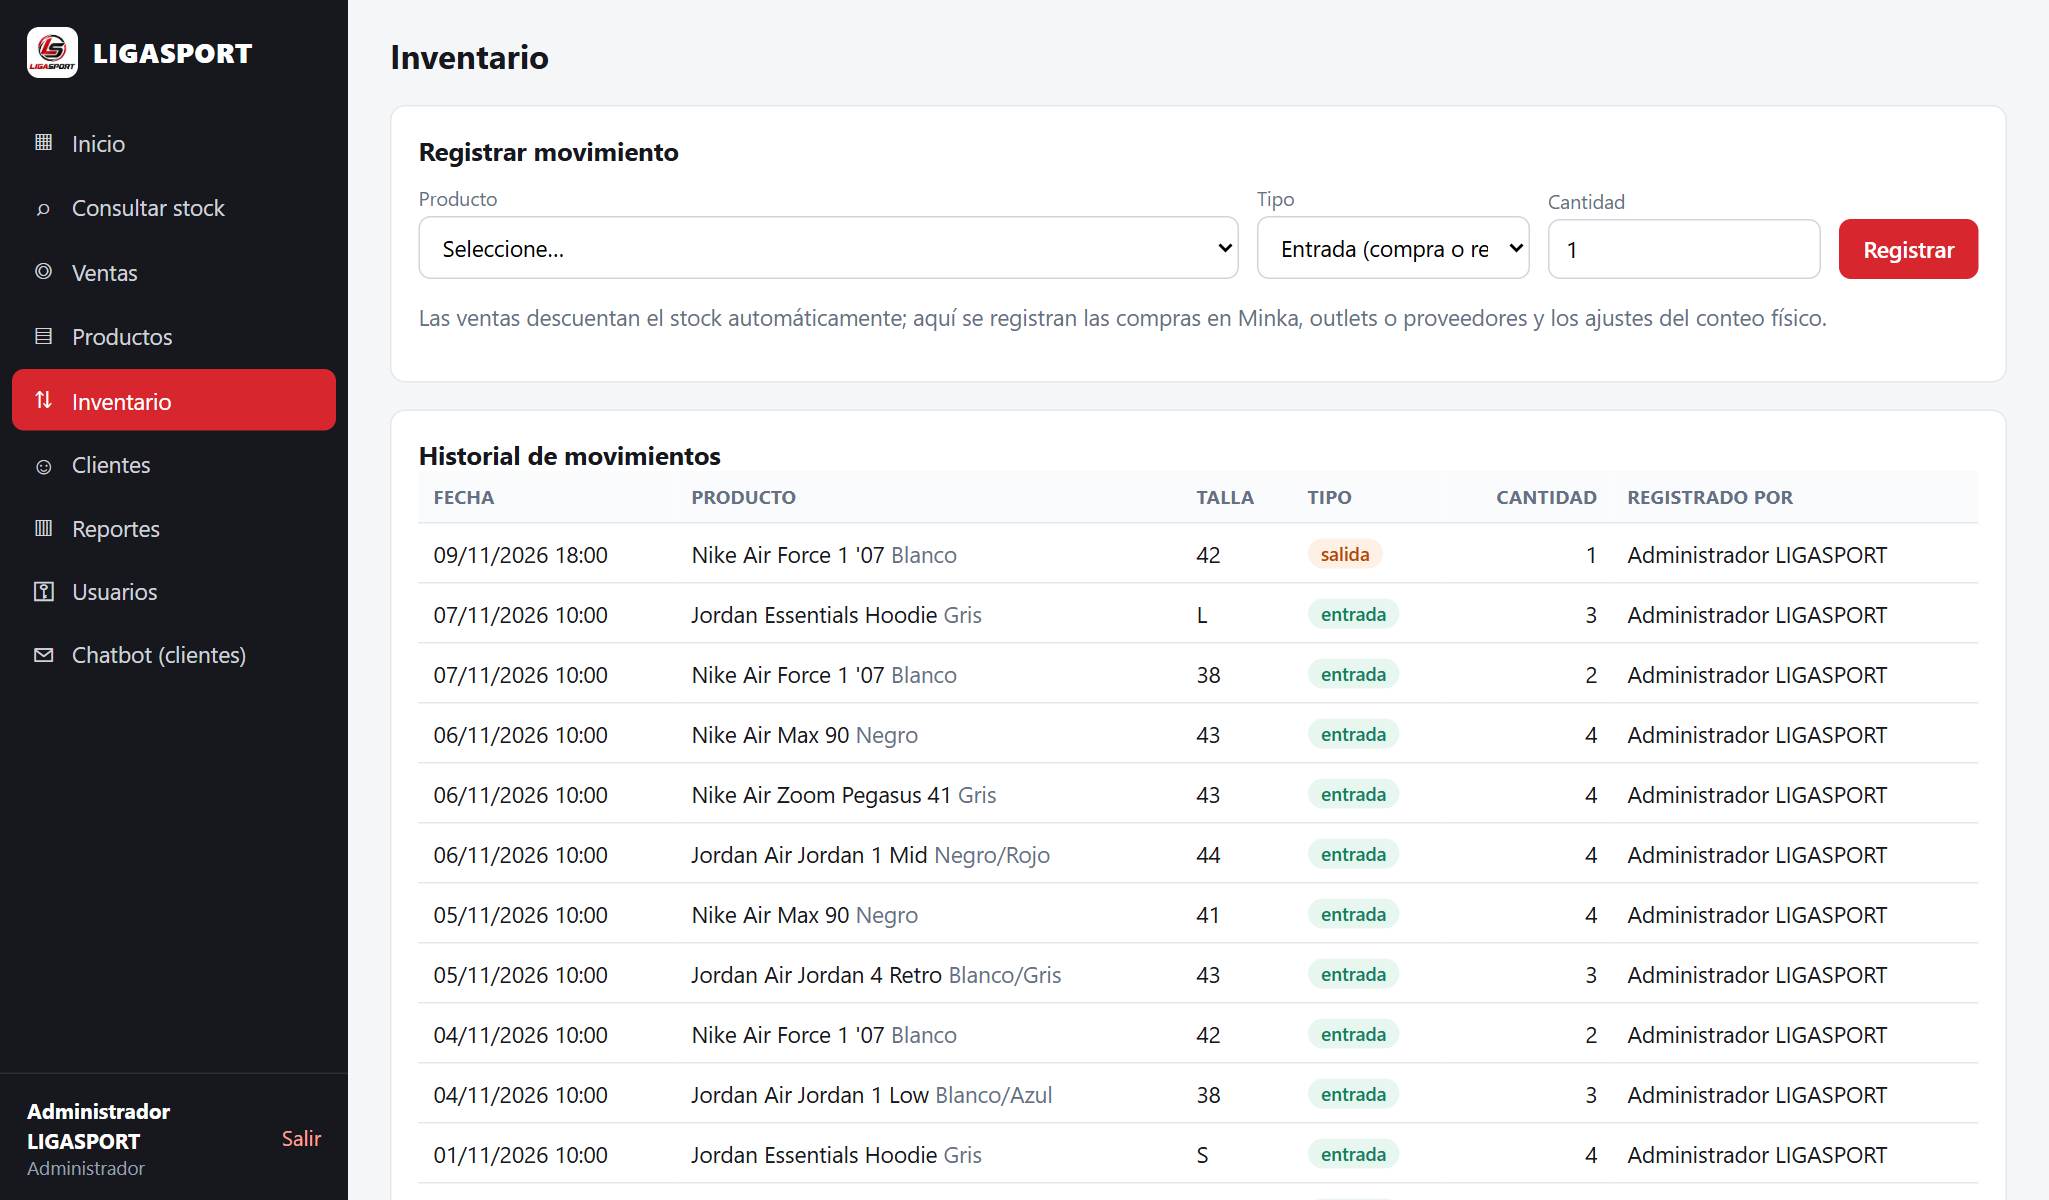 LIGASPORT
LIGASPORT
Inicio
Consultar stock
Ventas
Productos
Inventario
Clientes
Reportes
Usuarios
Chatbot (clientes)
Administrador
LIGASPORT
Administrador
Salir
Inventario
Registrar movimiento
Producto
Seleccione...
Tipo
Entrada (compra o re
Cantidad
1
Registrar
Las ventas descuentan el stock automáticamente; aquí se registran las compras en Minka, outlets o proveedores y los ajustes del conteo físico.
Historial de movimientos
FECHA PRODUCTO TALLA TIPO CANTIDAD REGISTRADO POR
09/11/2026 18:00 Nike Air Force 1 '07 Blanco 42 salida 1 Administrador LIGASPORT
07/11/2026 10:00 Jordan Essentials Hoodie Gris L entrada 3 Administrador LIGASPORT
07/11/2026 10:00 Nike Air Force 1 '07 Blanco 38 entrada 2 Administrador LIGASPORT
06/11/2026 10:00 Nike Air Max 90 Negro 43 entrada 4 Administrador LIGASPORT
06/11/2026 10:00 Nike Air Zoom Pegasus 41 Gris 43 entrada 4 Administrador LIGASPORT
06/11/2026 10:00 Jordan Air Jordan 1 Mid Negro/Rojo 44 entrada 4 Administrador LIGASPORT
05/11/2026 10:00 Nike Air Max 90 Negro 41 entrada 4 Administrador LIGASPORT
05/11/2026 10:00 Jordan Air Jordan 4 Retro Blanco/Gris 43 entrada 3 Administrador LIGASPORT
04/11/2026 10:00 Nike Air Force 1 '07 Blanco 42 entrada 2 Administrador LIGASPORT
04/11/2026 10:00 Jordan Air Jordan 1 Low Blanco/Azul 38 entrada 3 Administrador LIGASPORT
01/11/2026 10:00 Jordan Essentials Hoodie Gris S entrada 4 Administrador LIGASPORT